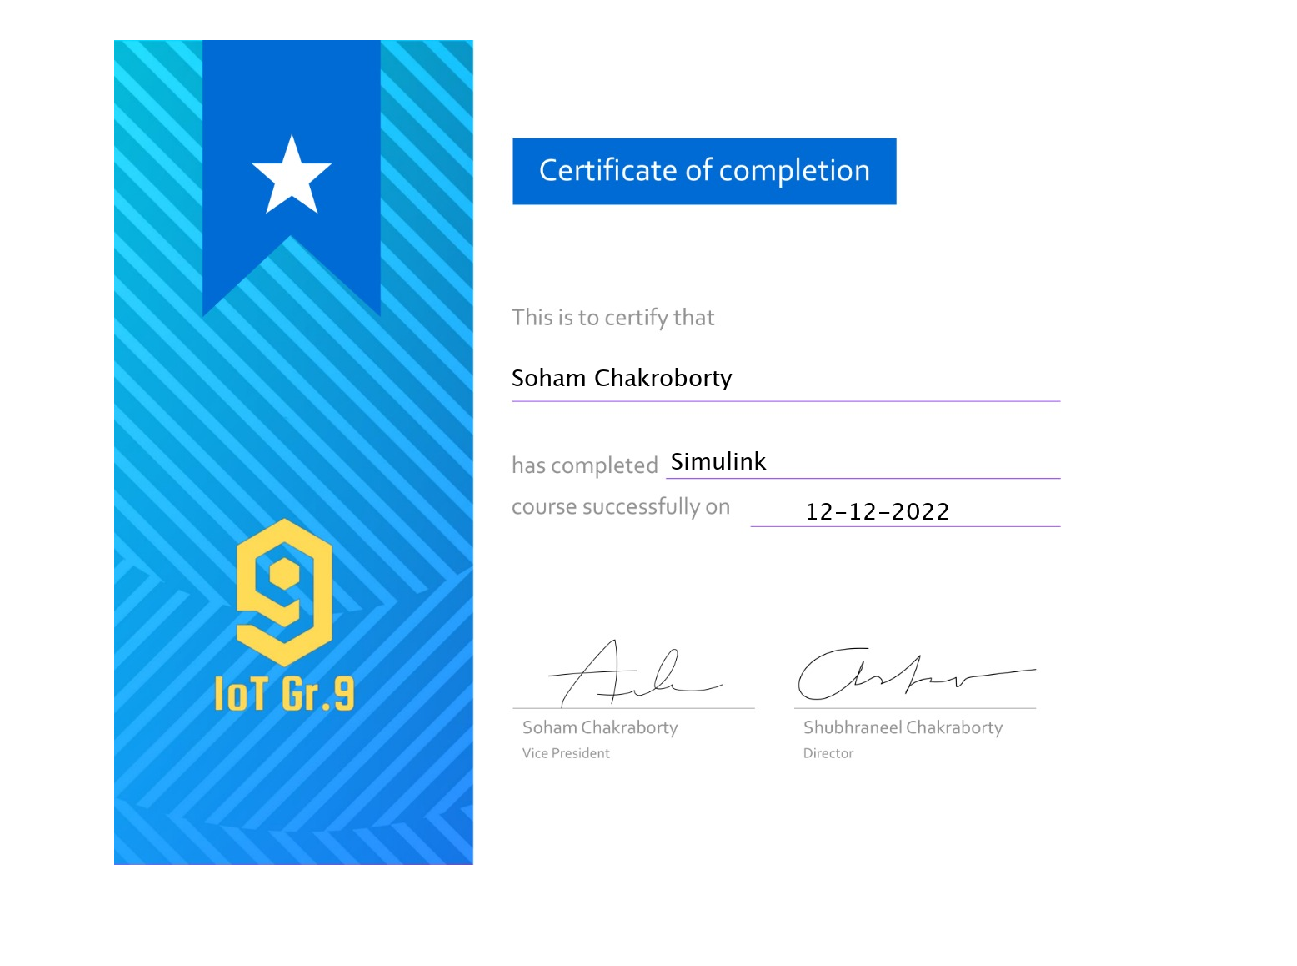 Certificate of completion
This is to certify that
Soham Chakroborty
has completed Simulink
course successfully on 12-12-2022
IoT Gr.9
Soham Chakraborty
Vice President
Shubhraneel Chakraborty
Director